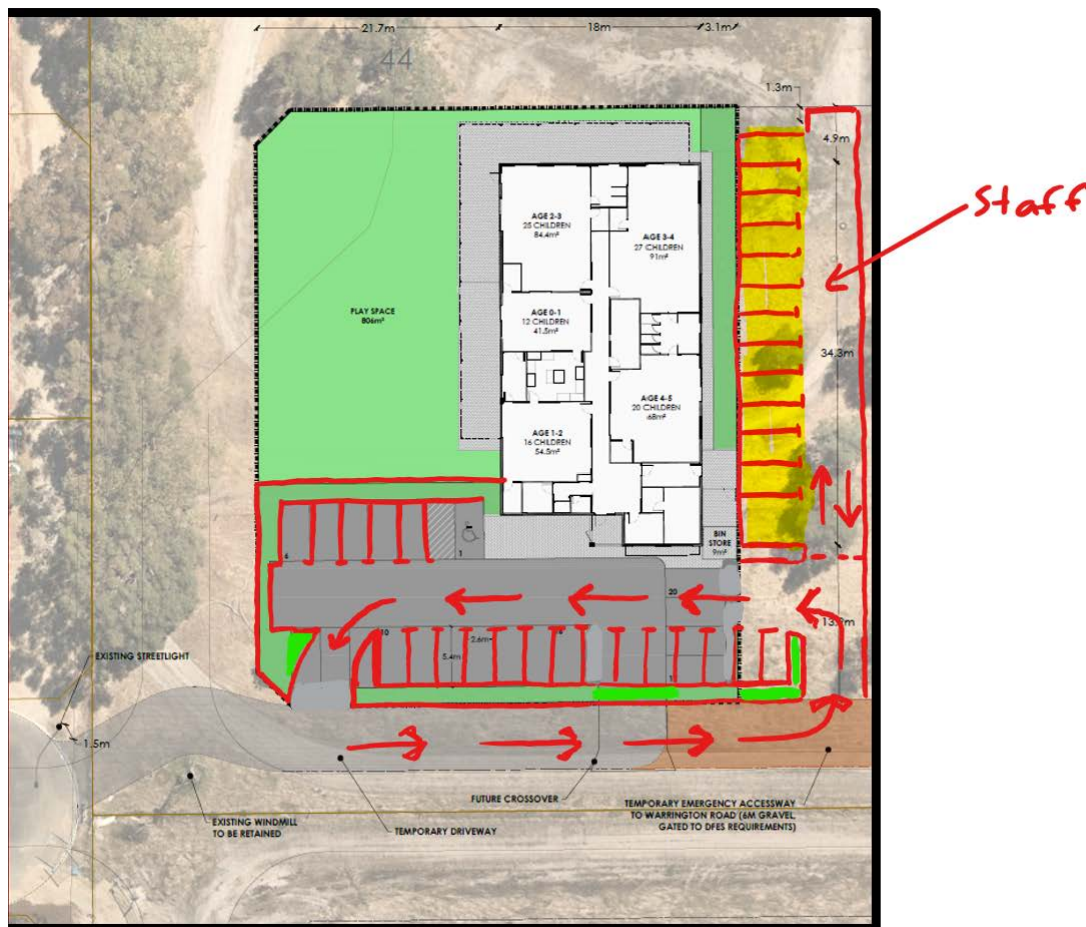 21.7m
18m
3.1m
44
1.3m
4.9m
Staff
AGE 2-3
25 CHILDREN
84.4m²
AGE 3-4
27 CHILDREN
91m²
PLAY SPACE
806m²
AGE 0-1
12 CHILDREN
41.5m²
34.3m
AGE 4-5
20 CHILDREN
68m²
AGE 1-2
16 CHILDREN
54.5m²
BIN
STORE
9m²
6
1
20
13.9m
10
2.6m
5.4m
1
EXISTING STREETLIGHT
1.5m
FUTURE CROSSOVER
EXISTING WINDMILL
TO BE RETAINED
TEMPORARY DRIVEWAY
TEMPORARY EMERGENCY ACCESSWAY
TO WARRINGTON ROAD (6M GRAVEL,
GATED TO DFES REQUIREMENTS)